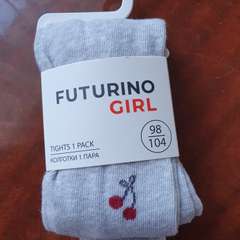 FUTURINO
GIRL
98
104
TIGHTS 1 PACK
КОЛГОТКИ 1 ПАРА